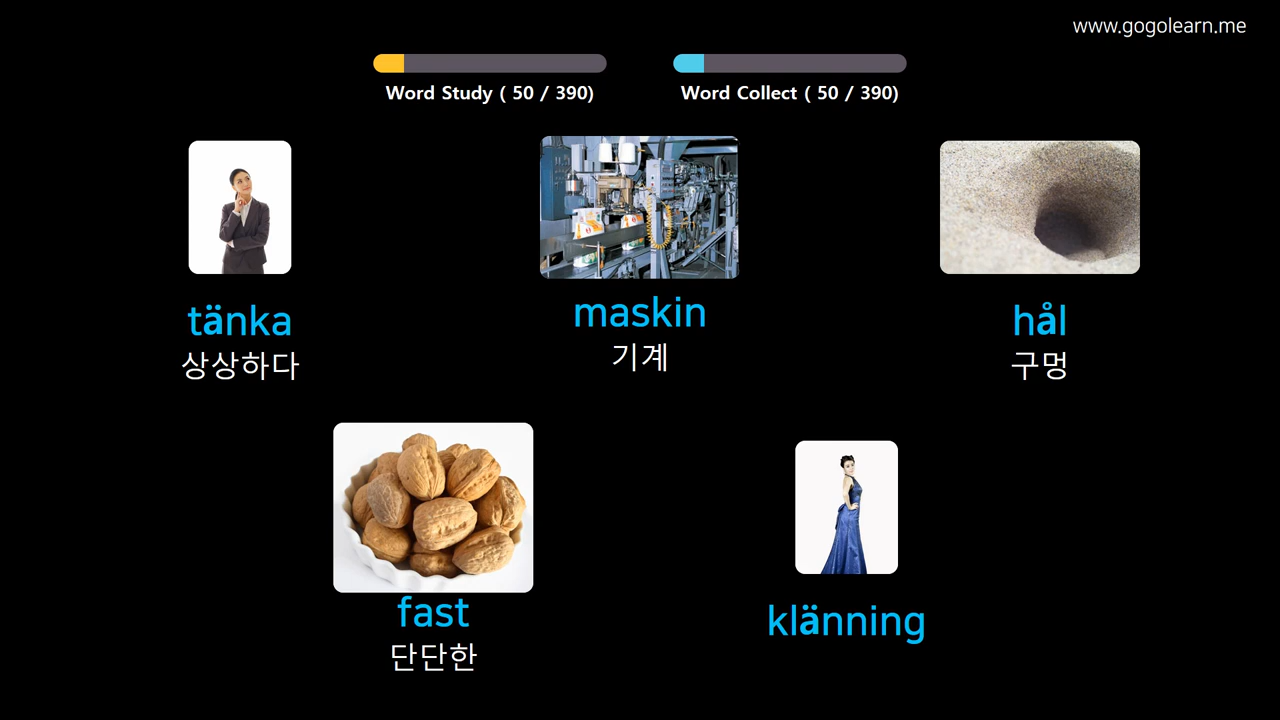 www.gogolearn.me
Word Study ( 50 / 390)
Word Collect ( 50 / 390)
tänka
상상하다
maskin
기계
hål
구멍
fast
단단한
klänning